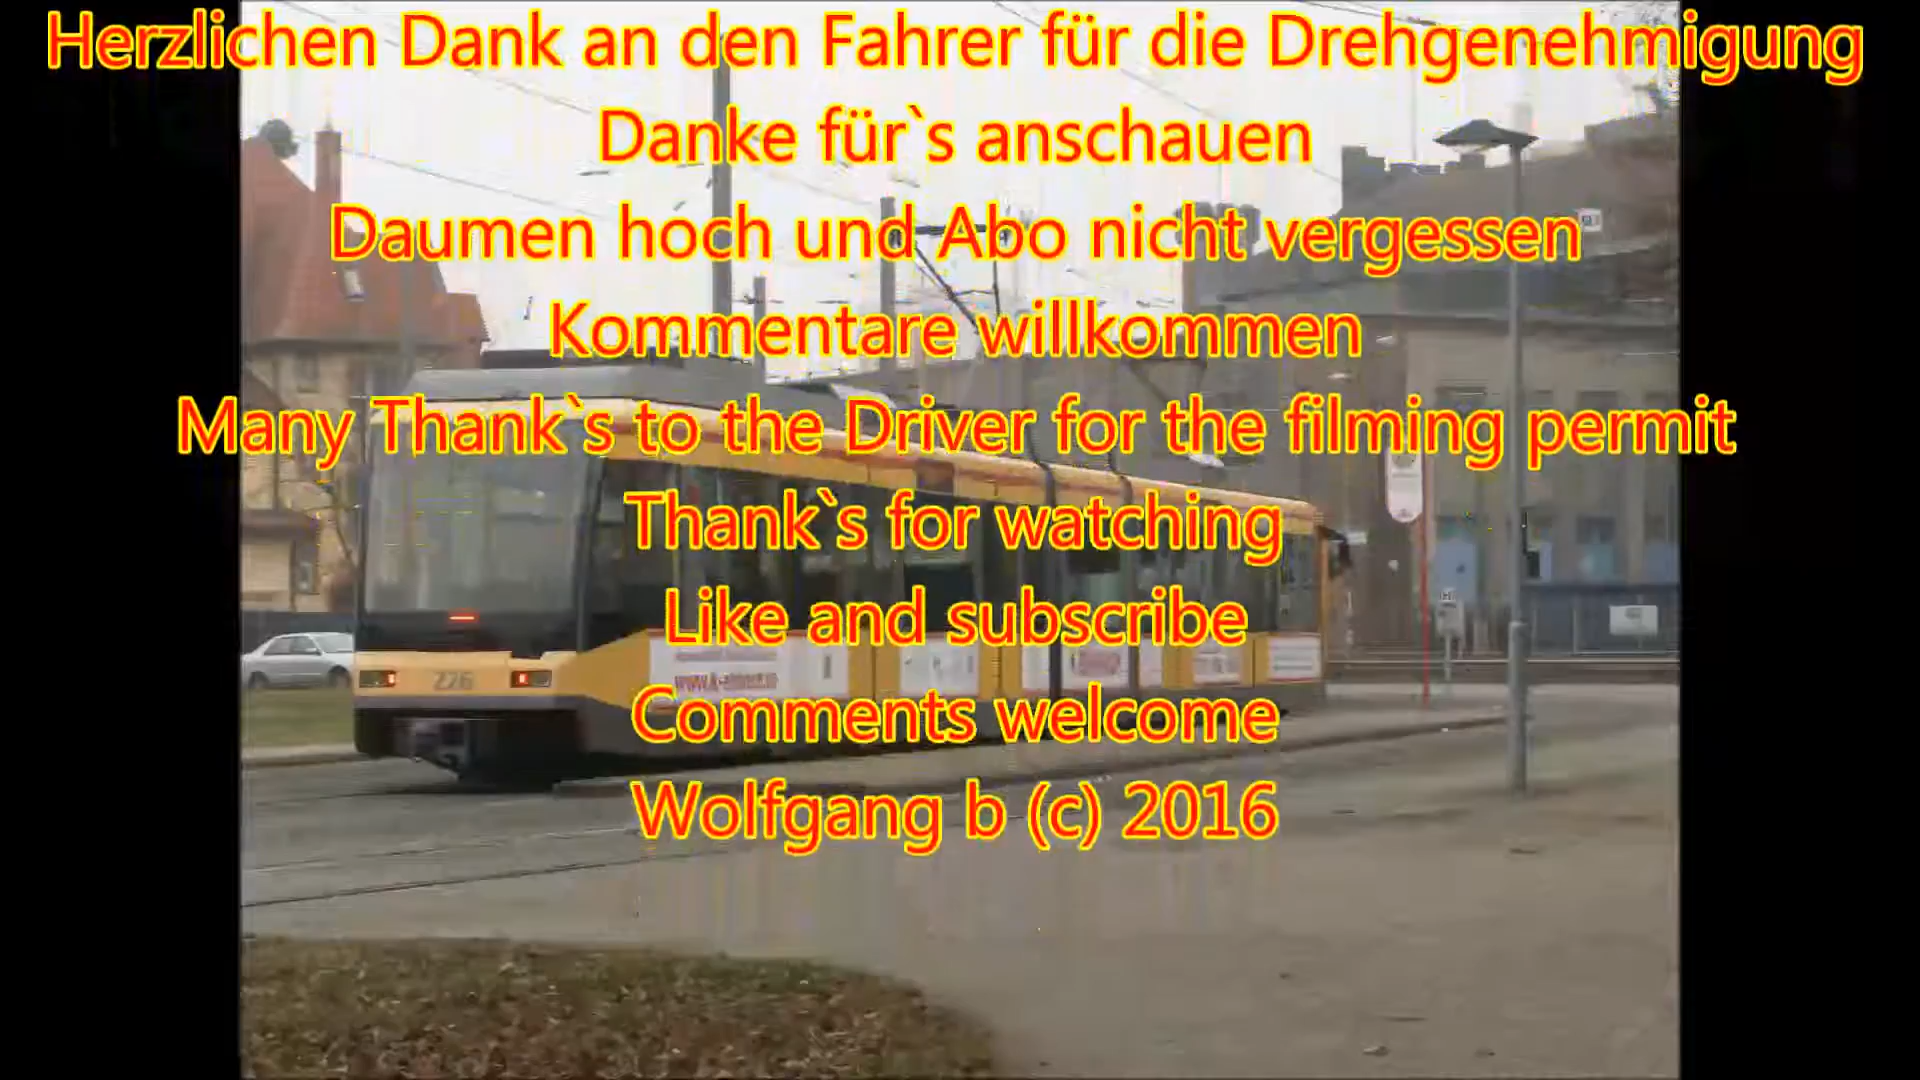 Herzlichen Dank an den Fahrer für die Drehgenehmigung
Danke für`s anschauen
Daumen hoch und Abo nicht vergessen
Kommentare willkommen
Many Thank`s to the Driver for the filming permit
Thank`s for watching
Like and subscribe
Comments welcome
Wolfgang b (c) 2016
226